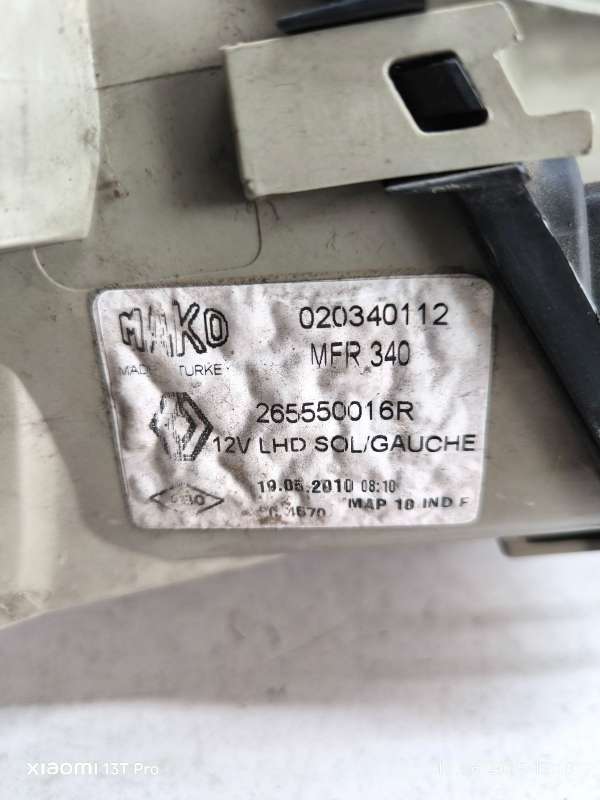 MAKO
020340112
MADE TURKEY
MFR 340
265550016R
12V LHD SOL/GAUCHE
19.05.2010 08:10
MAP 10 IND F
XIAOMI 13T Pro